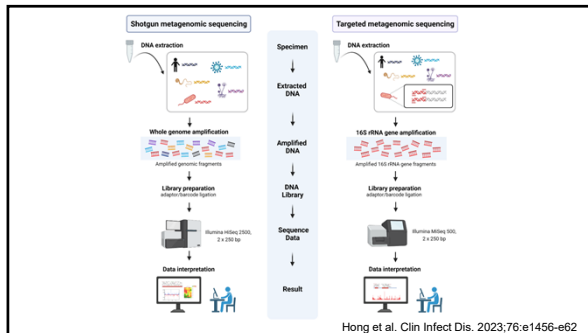 Shotgun metagenomic sequencing
DNA extraction
Whole genome amplification
Amplified genomic fragments
Library preparation
adaptor/barcode ligation
Illumina HiSeq 2500,
2 x 250 bp
Data interpretation
Specimen
Extracted
DNA
Amplified
DNA
DNA
Library
Sequence
Data
Result
Targeted metagenomic sequencing
DNA extraction
16S rRNA gene amplification
Amplified 16S rRNA gene fragments
Library preparation
adaptor/barcode ligation
Illumina MiSeq 500,
2 x 250 bp
Data interpretation
Hong et al. Clin Infect Dis. 2023;76:e1456-e62